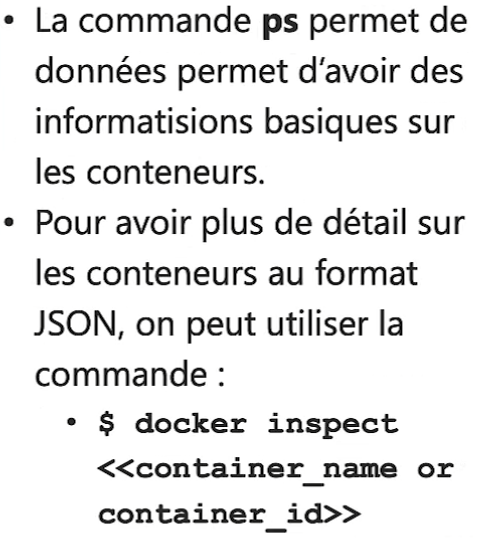 • La commande ps permet de
données permet d’avoir des
informatisions basiques sur
les conteneurs.
• Pour avoir plus de détail sur
les conteneurs au format
JSON, on peut utiliser la
commande :
• $ docker inspect
<<container_name or
container_id>>